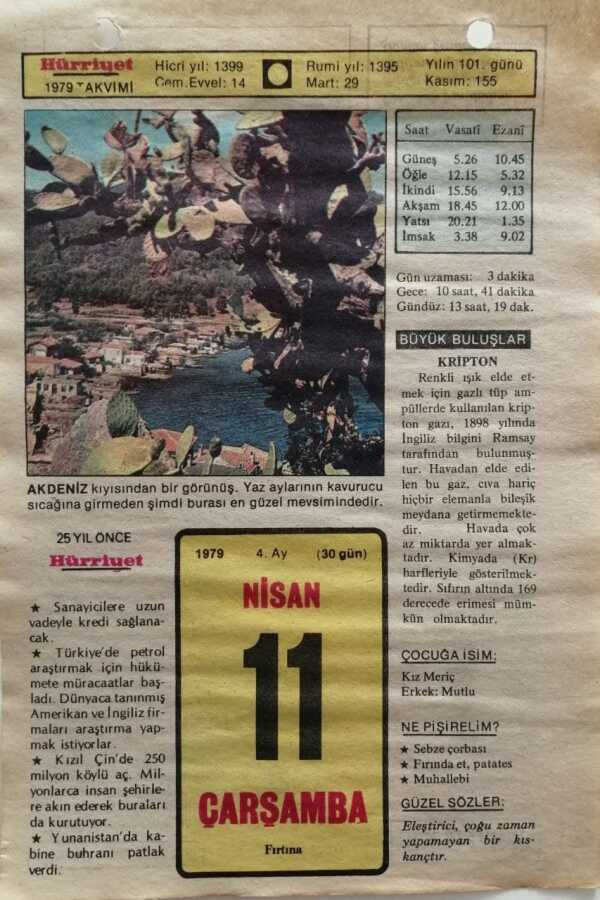 Hürriyet
1979 TAKVİMİ
Hicri yıl: 1399
Cem.Evvel: 14
Rumi yıl: 1395
Mart: 29
Yılın 101. günü
Kasım: 155
Saat Vasatî Ezanî
Güneş 5.26 10.45
Öğle 12.15 5.32
İkindi 15.56 9.13
Akşam 18.45 12.00
Yatsı 20.21 1.35
İmsak 3.38 9.02
Gün uzaması: 3 dakika
Gece: 10 saat, 41 dakika
Gündüz: 13 saat, 19 dak.
AKDENİZ kıyısından bir görünüş. Yaz aylarının kavurucu
sıcağına girmeden şimdi burası en güzel mevsimindedir.
25 YIL ÖNCE
Hürriyet
★ Sanayicilere uzun
vadeyle kredi sağlana-
cak.
★ Türkiye'de petrol
araştırmak için hükü-
mete müracaatlar baş-
ladı. Dünyaca tanınmış
Amerikan ve İngiliz fir-
maları araştırma yap-
mak istiyorlar.
★ Kızıl Çin'de 250
milyon köylü aç. Mil-
yonlarca insan şehirle-
re akın ederek buraları
da kurutuyor.
★ Yunanistan'da ka-
bine buhranı patlak
verdi.
1979 4. Ay (30 gün)
NİSAN
11
ÇARŞAMBA
Fırtına
BÜYÜK BULUŞLAR
KRİPTON
Renkli ışık elde et-
mek için gazlı tüp am-
püllerde kullanılan krip-
ton gazı, 1898 yılında
İngiliz bilgini Ramsay
tarafından bulunmuş-
tur. Havadan elde edi-
len bu gaz, cıva hariç
hiçbir elemanla bileşik
meydana getirmemekte-
dir. Havada çok
az miktarda yer almak-
tadır. Kimyada (Kr)
harfleriyle gösterilmek-
tedir. Sıfırın altında 169
derecede erimesi müm-
kün olmaktadır.
ÇOCUĞA İSİM:
Kız Meriç
Erkek: Mutlu
NE PİŞİRELİM?
★ Sebze çorbası
★ Fırında et, patates
★ Muhallebi
GÜZEL SÖZLER:
Eleştirici, çoğu zaman
yapamayan bir kıs-
kançtır.